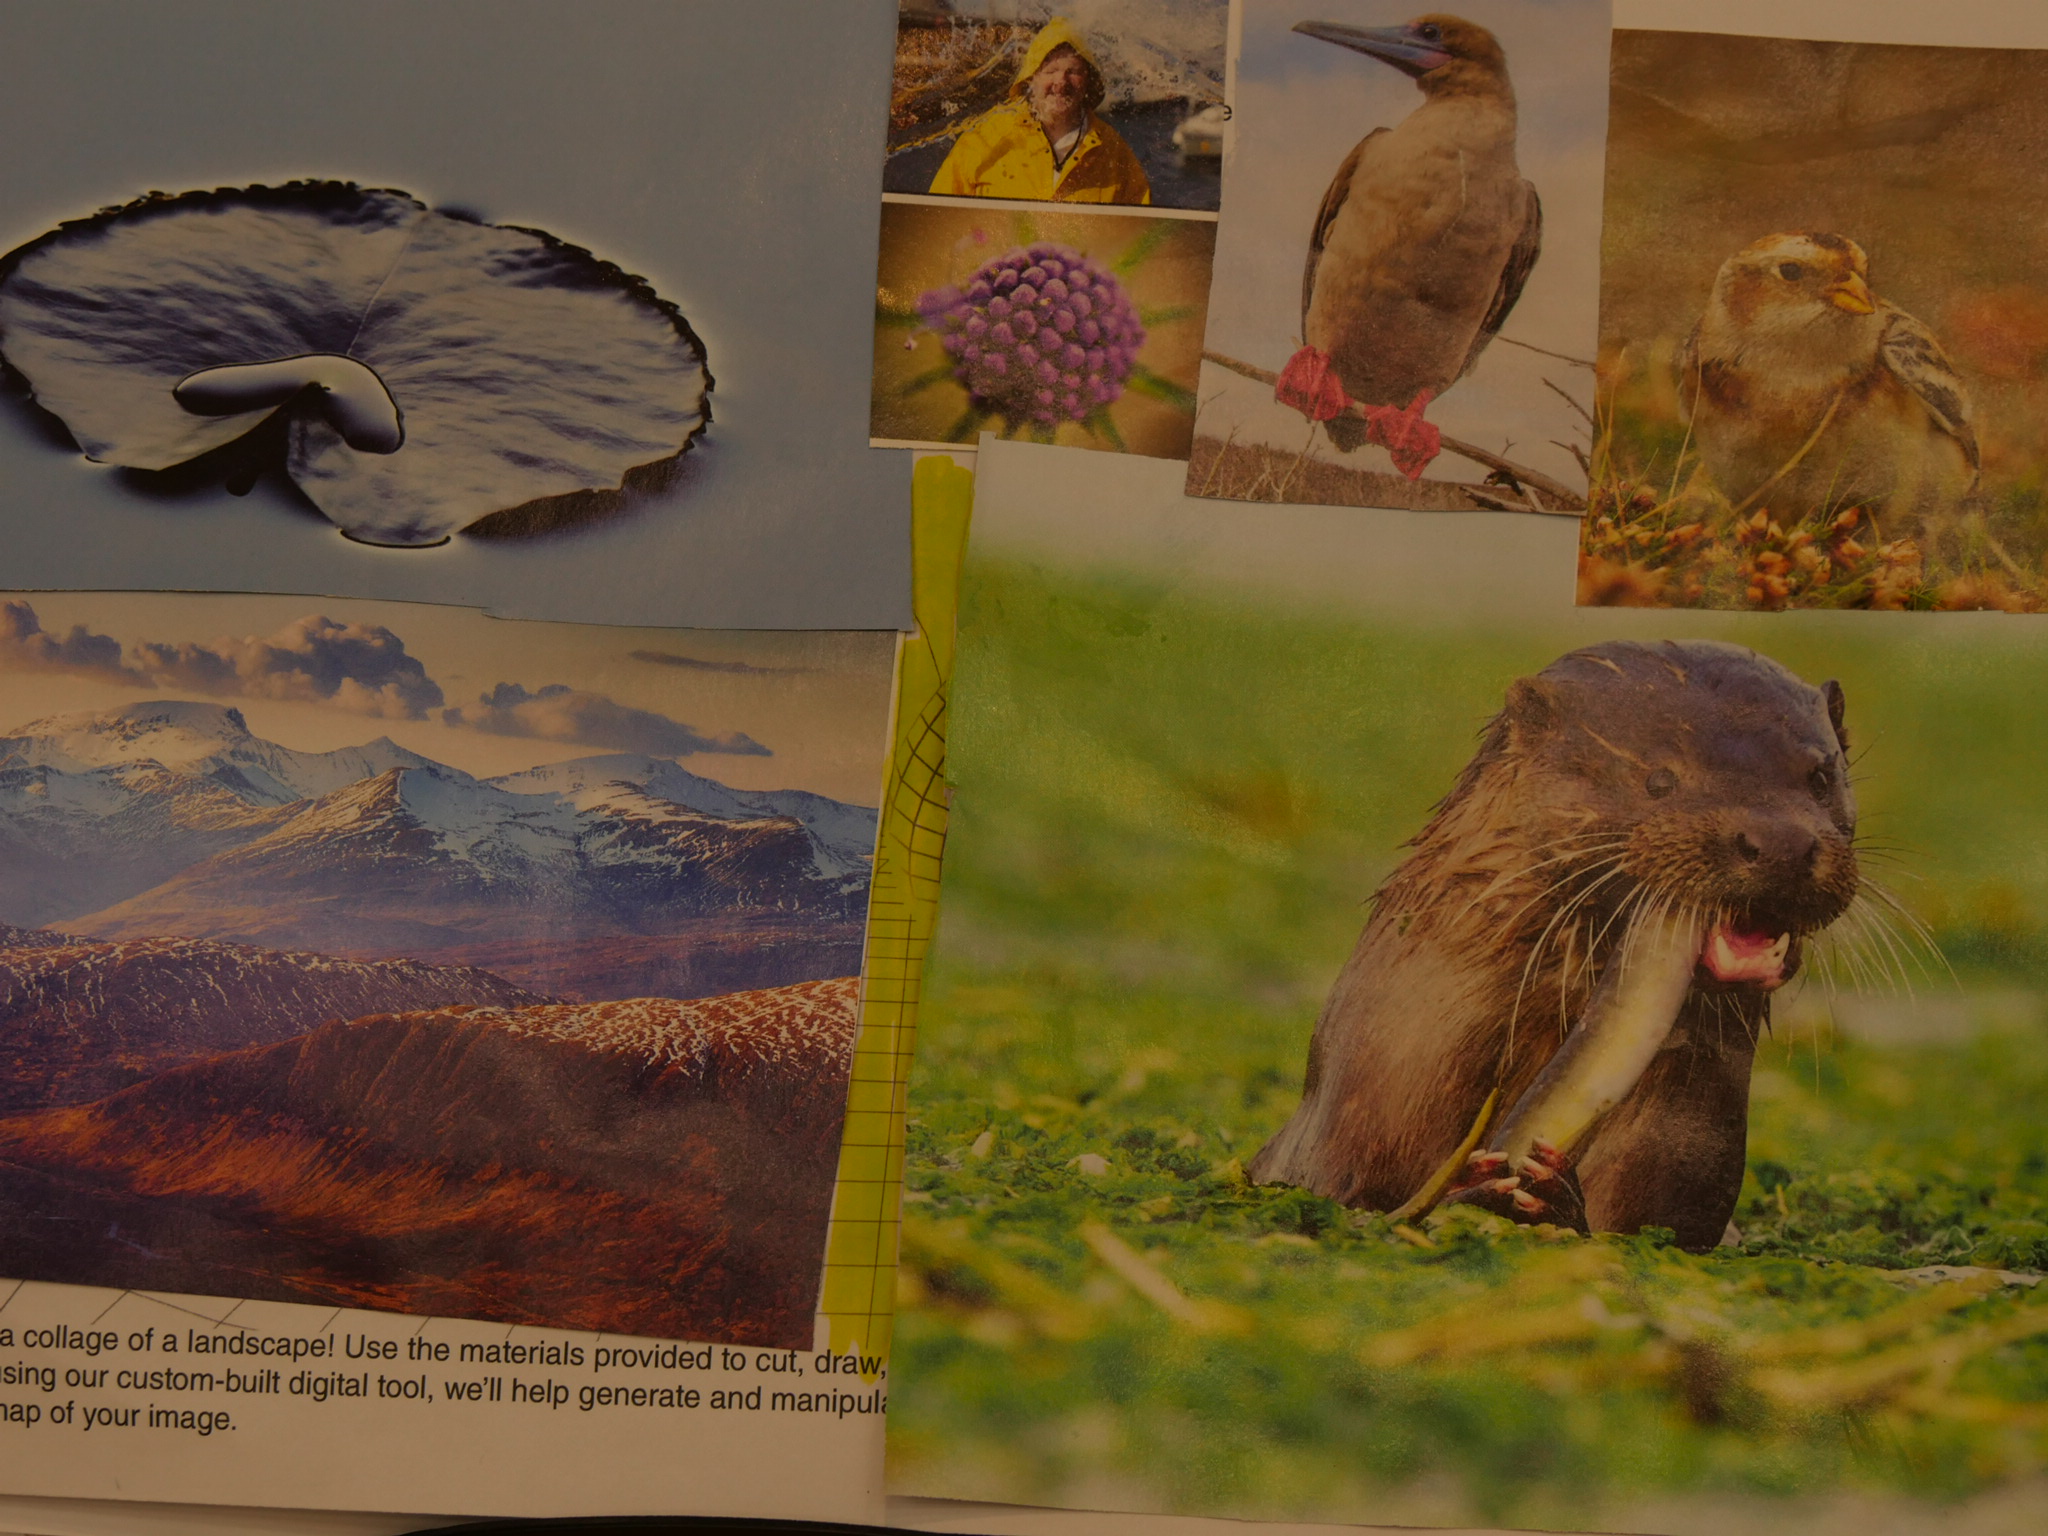 e
a collage of a landscape! Use the materials provided to cut, draw,
using our custom-built digital tool, we'll help generate and manipula
map of your image.